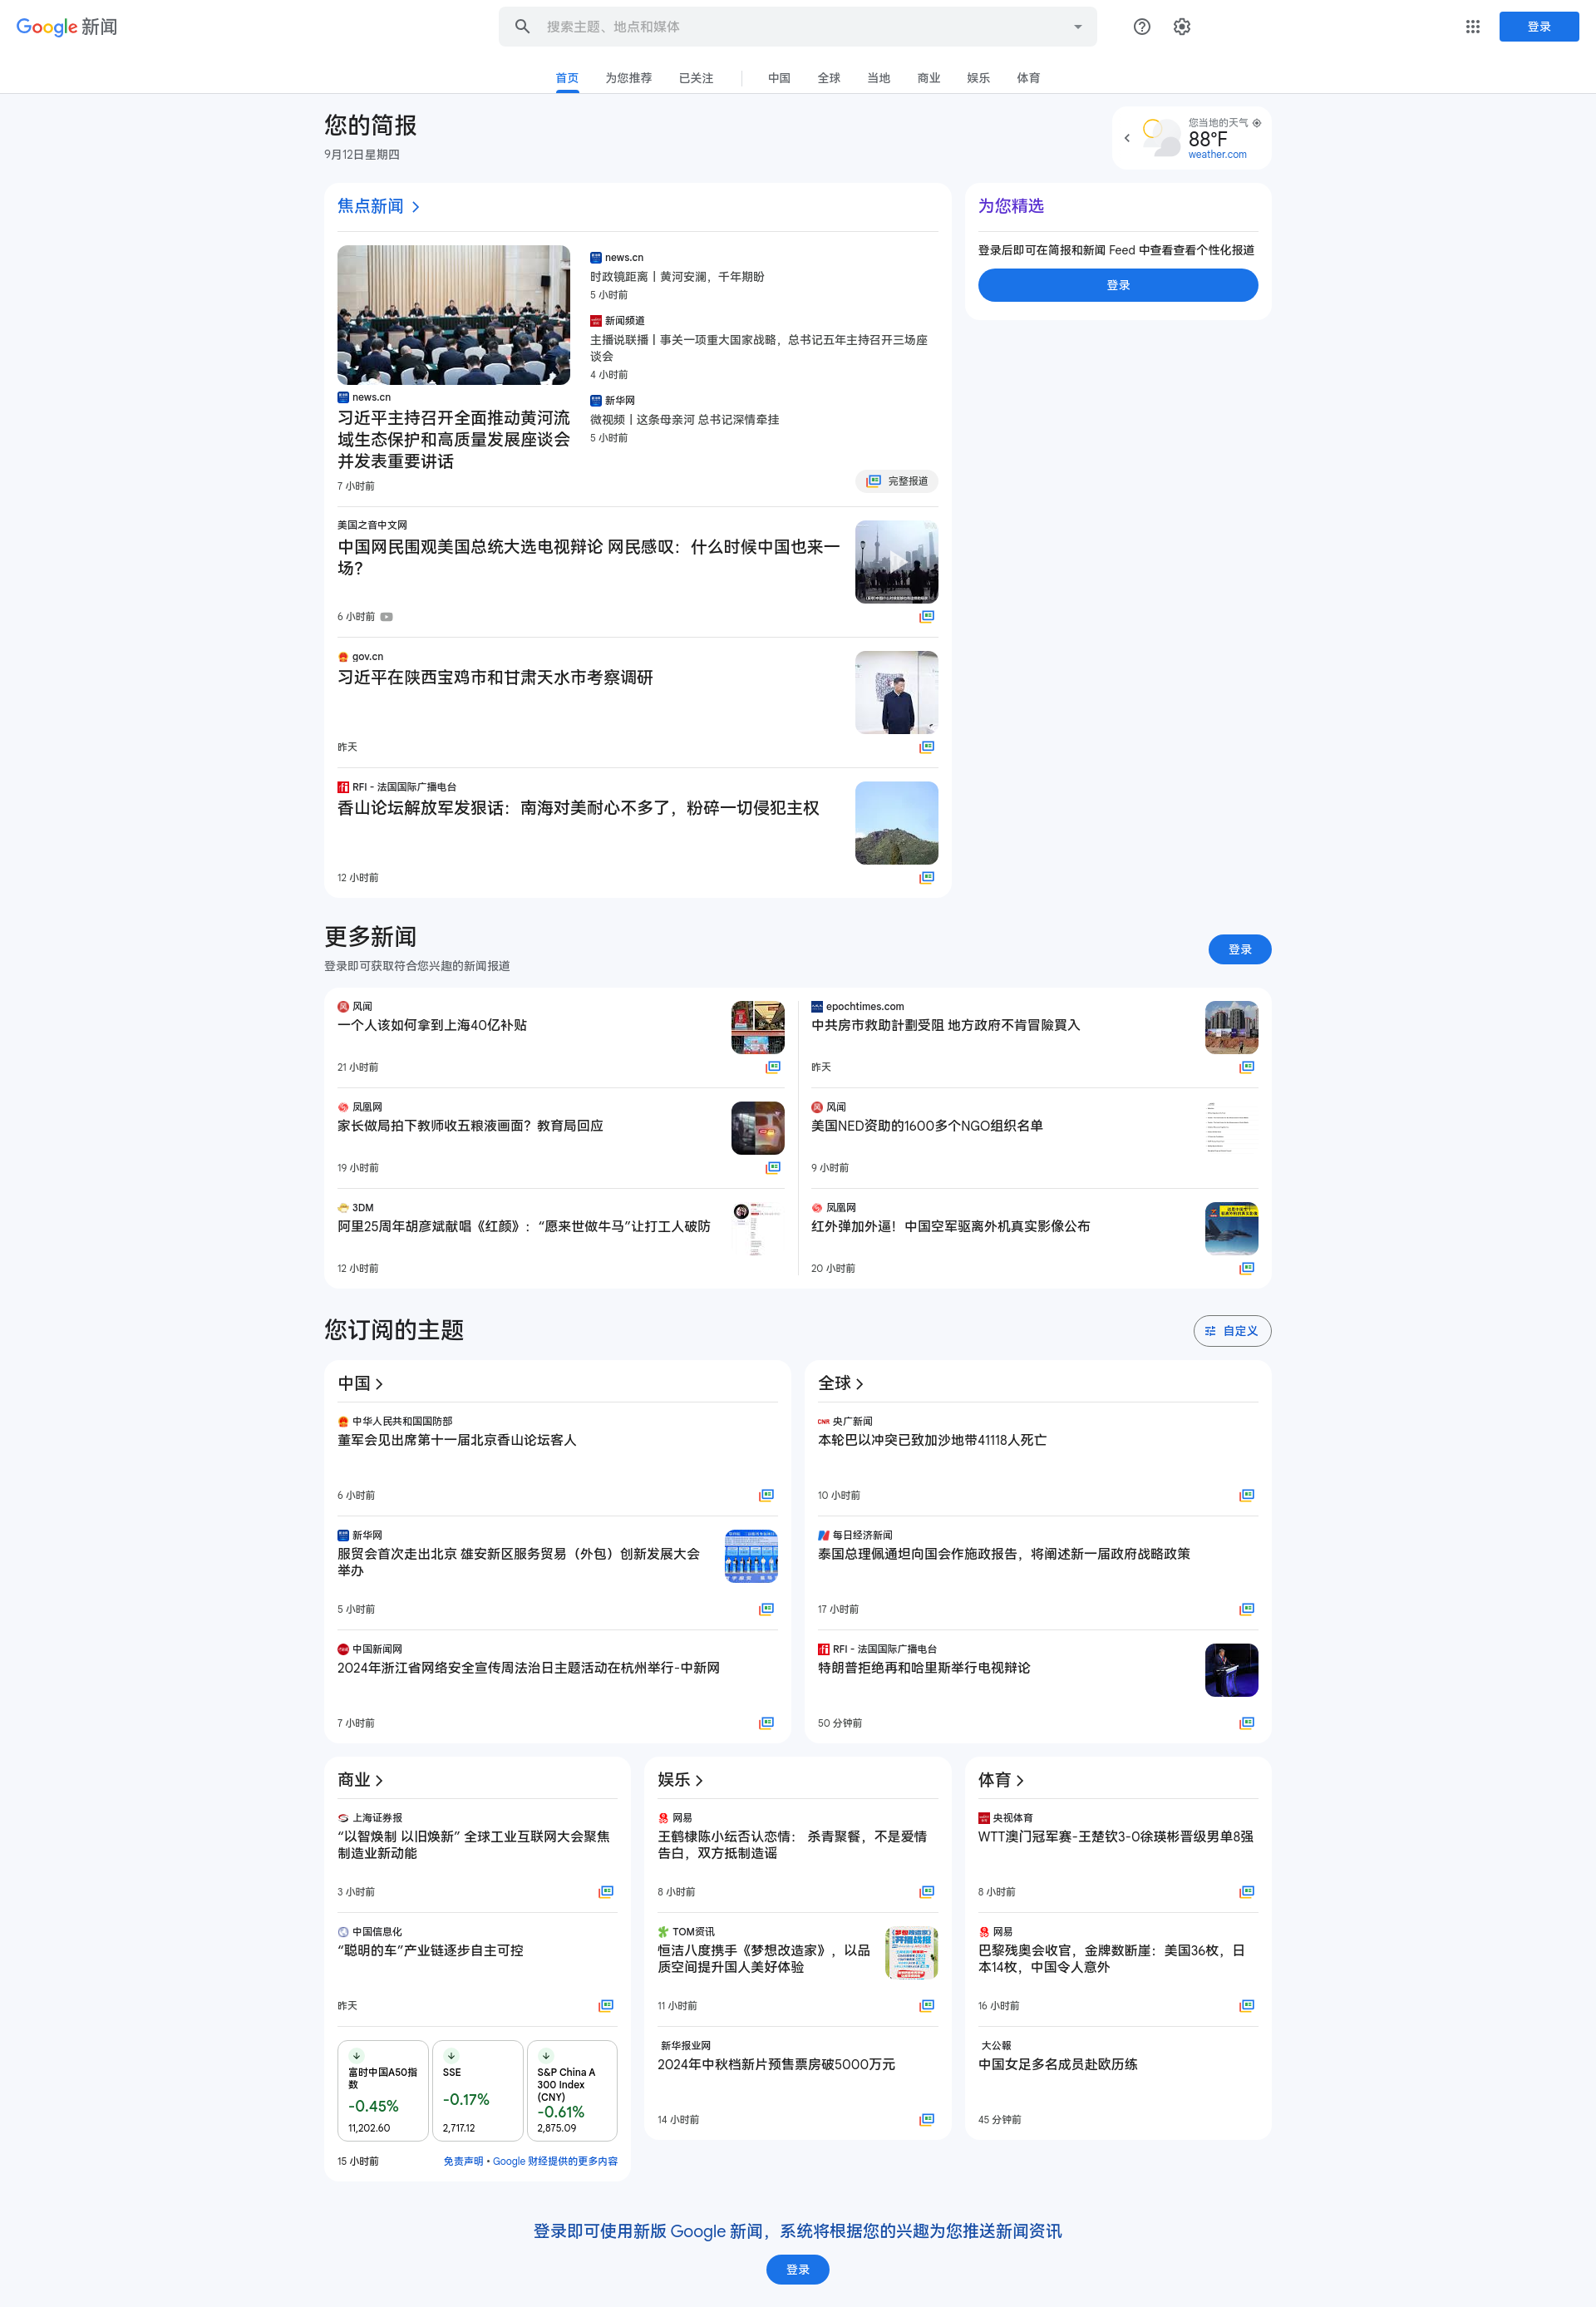 Google 新闻
搜索主题、地点和媒体
登录
首页
为您推荐
已关注
中国
全球
当地
商业
娱乐
体育
您的简报
9月12日星期四
您当地的天气
88°F
weather.com
焦点新闻
news.cn
习近平主持召开全面推动黄河流
域生态保护和高质量发展座谈会
并发表重要讲话
7 小时前
news.cn
时政镜距离丨黄河安澜，千年期盼
5 小时前
新闻频道
主播说联播丨事关一项重大国家战略，总书记五年主持召开三场座
谈会
4 小时前
新华网
微视频丨这条母亲河 总书记深情牵挂
5 小时前
完整报道
美国之音中文网
中国网民围观美国总统大选电视辩论 网民感叹：什么时候中国也来一
场？
6 小时前
gov.cn
习近平在陕西宝鸡市和甘肃天水市考察调研
昨天
RFI - 法国国际广播电台
香山论坛解放军发狠话：南海对美耐心不多了，粉碎一切侵犯主权
12 小时前
为您精选
登录后即可在简报和新闻 Feed 中查看查看个性化报道
登录
更多新闻
登录即可获取符合您兴趣的新闻报道
登录
风闻
一个人该如何拿到上海40亿补贴
21 小时前
凤凰网
家长做局拍下教师收五粮液画面？教育局回应
19 小时前
3DM
阿里25周年胡彦斌献唱《红颜》：“愿来世做牛马”让打工人破防
12 小时前
epochtimes.com
中共房市救助計劃受阻 地方政府不肯冒險買入
昨天
风闻
美国NED资助的1600多个NGO组织名单
9 小时前
凤凰网
红外弹加外逼！中国空军驱离外机真实影像公布
20 小时前
您订阅的主题
自定义
中国
中华人民共和国国防部
董军会见出席第十一届北京香山论坛客人
6 小时前
新华网
服贸会首次走出北京 雄安新区服务贸易（外包）创新发展大会
举办
5 小时前
中国新闻网
2024年浙江省网络安全宣传周法治日主题活动在杭州举行-中新网
7 小时前
全球
央广新闻
本轮巴以冲突已致加沙地带41118人死亡
10 小时前
每日经济新闻
泰国总理佩通坦向国会作施政报告，将阐述新一届政府战略政策
17 小时前
RFI - 法国国际广播电台
特朗普拒绝再和哈里斯举行电视辩论
50 分钟前
商业
上海证券报
“以智焕制 以旧焕新” 全球工业互联网大会聚焦
制造业新动能
3 小时前
中国信息化
“聪明的车”产业链逐步自主可控
昨天
富时中国A50指
数
-0.45%
11,202.60
SSE
-0.17%
2,717.12
S&P China A
300 Index
(CNY)
-0.61%
2,875.09
15 小时前
免责声明 • Google 财经提供的更多内容
娱乐
网易
王鹤棣陈小纭否认恋情： 杀青聚餐，不是爱情
告白，双方抵制造谣
8 小时前
TOM资讯
恒洁八度携手《梦想改造家》，以品
质空间提升国人美好体验
11 小时前
新华报业网
2024年中秋档新片预售票房破5000万元
14 小时前
体育
央视体育
WTT澳门冠军赛-王楚钦3-0徐瑛彬晋级男单8强
8 小时前
网易
巴黎残奥会收官，金牌数断崖：美国36枚，日
本14枚，中国令人意外
16 小时前
大公報
中国女足多名成员赴欧历练
45 分钟前
登录即可使用新版 Google 新闻，系统将根据您的兴趣为您推送新闻资讯
登录